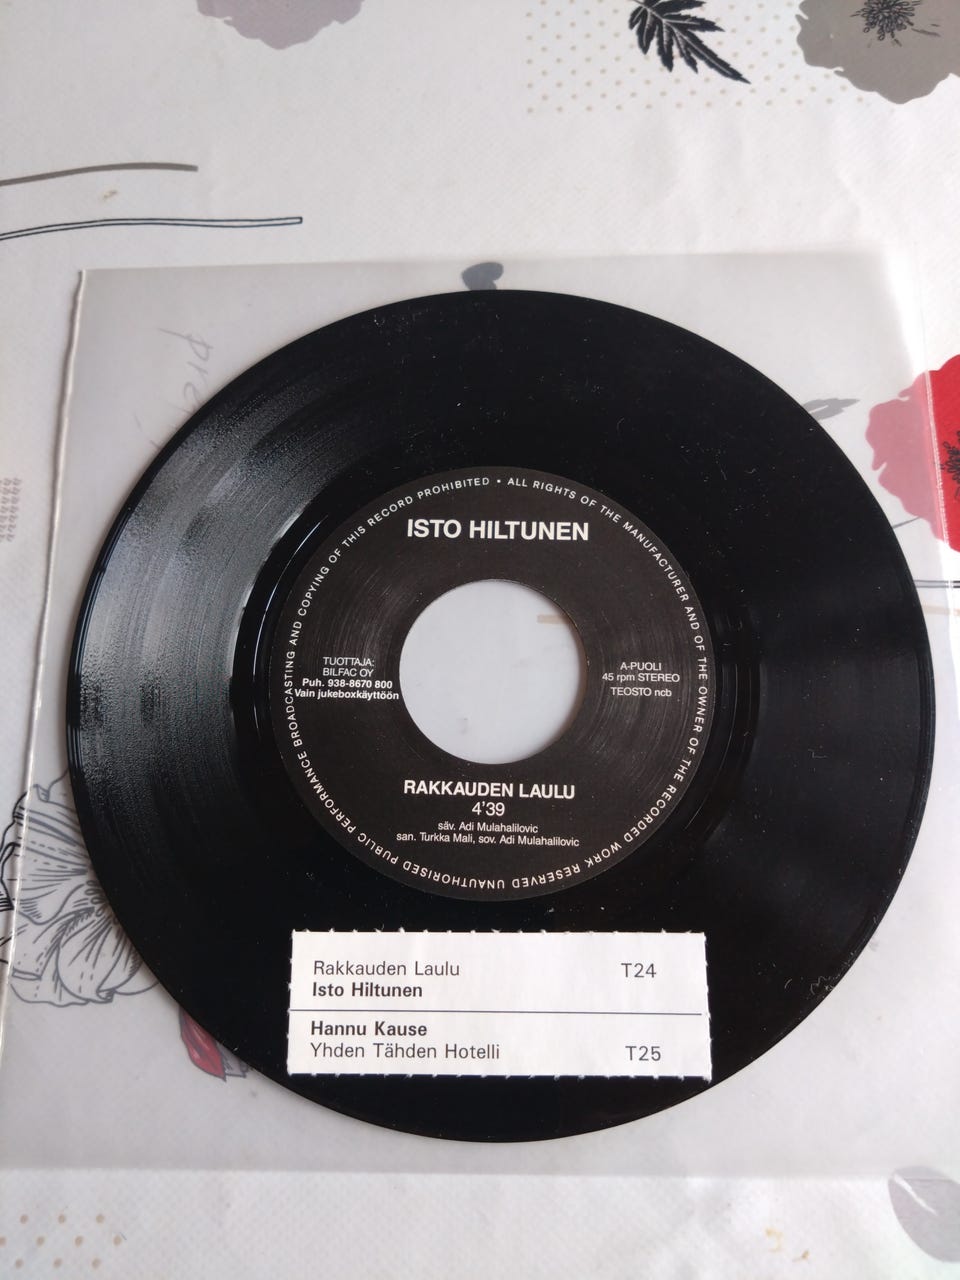 ISTO HILTUNEN
TUOTTAJA:
BILFAC OY
Puh. 938-8670 800
Vain jukeboxkäyttöön
A-PUOLI
45 rpm STEREO
TEOSTO ncb
RAKKAUDEN LAULU
4'39
säv. Adi Mulahalilovic
san. Turkka Mali, sov. Adi Mulahalilovic
ALL RIGHTS OF THE MANUFACTURER AND OF THE OWNER OF THE RECORDED WORK RESERVED UNAUTHORISED PUBLIC PERFORMANCE BROADCASTING AND COPYING OF THIS RECORD PROHIBITED •
Rakkauden Laulu T24
Isto Hiltunen
Hannu Kause
Yhden Tähden Hotelli T25